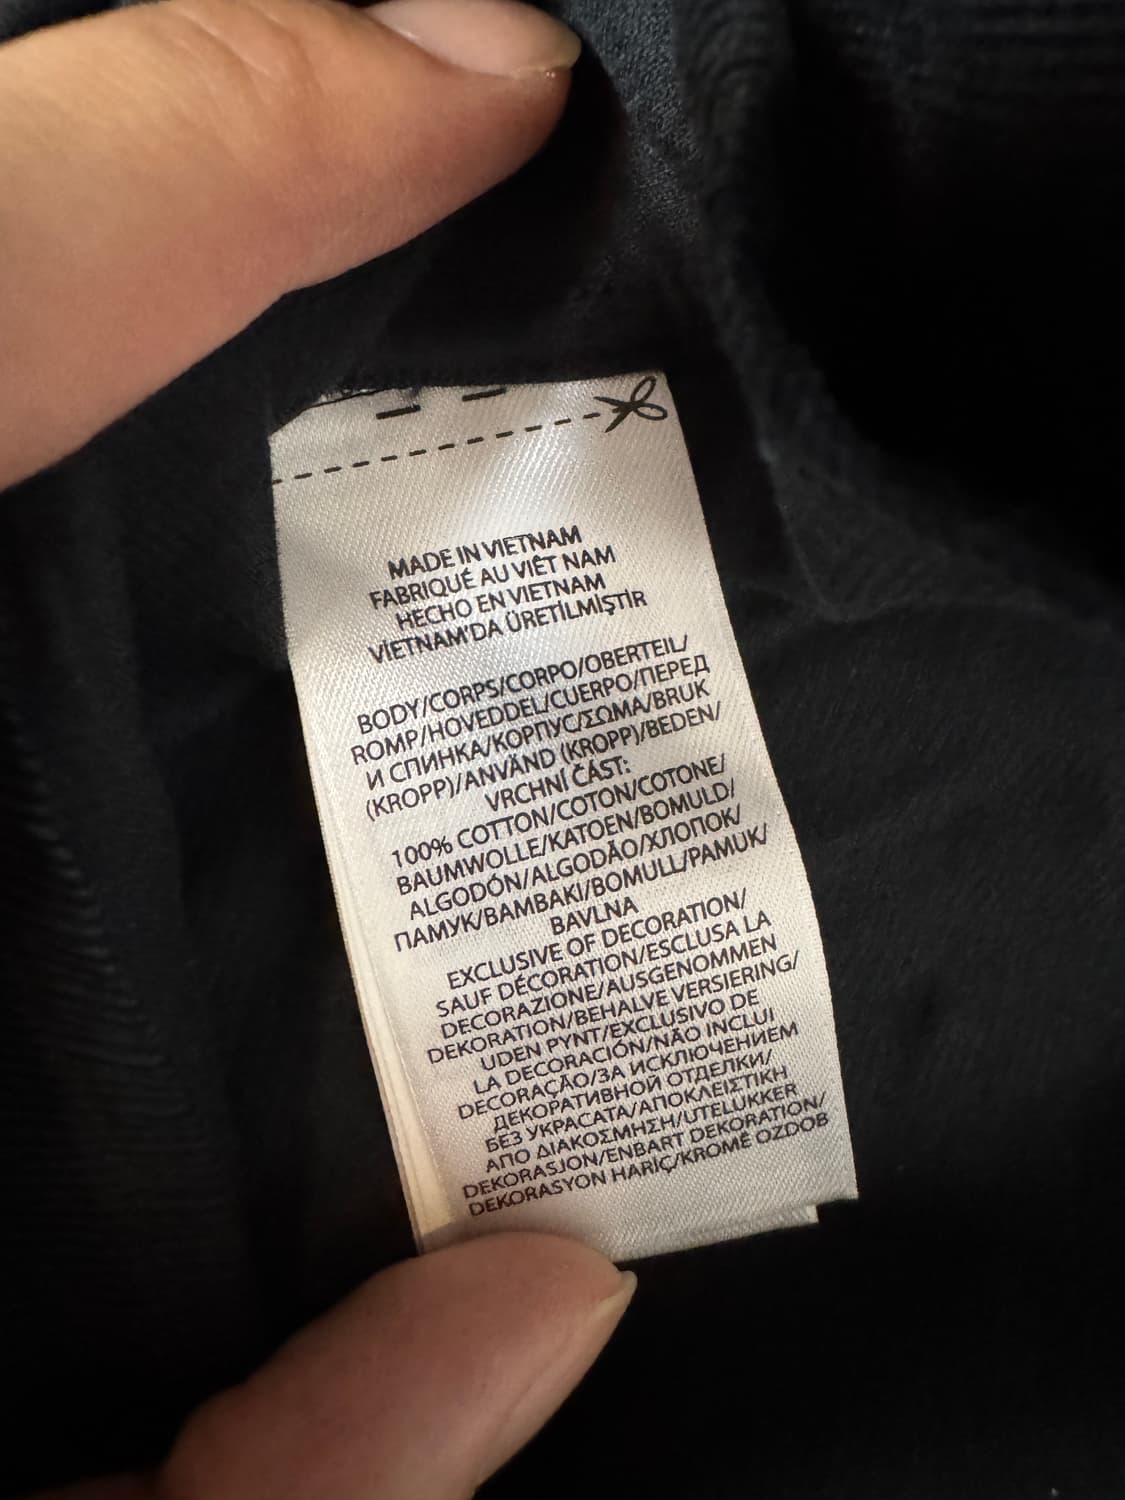 MADE IN VIETNAM
FABRIQUÉ AU VIÊT NAM
HECHO EN VIETNAM
VİETNAM'DA ÜRETİLMİŞTİR
BODY/CORPS/CORPO/OBERTEIL/
ROMP/HOVEDDEL/CUERPO/ПЕРЕД
И СПИНКА/КОРПУС/ΣΩΜΑ/BRUK
(KROPP)/ANVÄND (KROPP)/BEDEN/
VRCHNÍ ČÁST:
100% COTTON/COTON/COTONE/
BAUMWOLLE/KATOEN/BOMULD/
ALGODÓN/ALGODÃO/ХЛОПОК/
ПАМУК/ΒΑΜΒΑΚΙ/BOMULL/PAMUK/
BAVLNA
EXCLUSIVE OF DECORATION/
SAUF DÉCORATION/ESCLUSA LA
DECORAZIONE/AUSGENOMMEN
DEKORATION/BEHALVE VERSIERING/
UDEN PYNT/EXCLUSIVO DE
LA DECORACIÓN/NÃO INCLUI
DECORAÇÃO/ЗА ИСКЛЮЧЕНИЕМ
ДЕКОРАТИВНОЙ ОТДЕЛКИ/
БЕЗ УКРАСАТА/ΑΠΟΚΛΕΙΣΤΙΚΗ
ΑΠΟ ΔΙΑΚΟΣΜΗΣΗ/UTELUKKER
DEKORASJON/ENBART DEKORATION/
DEKORASYON HARİÇ/KROMĚ OZDOB